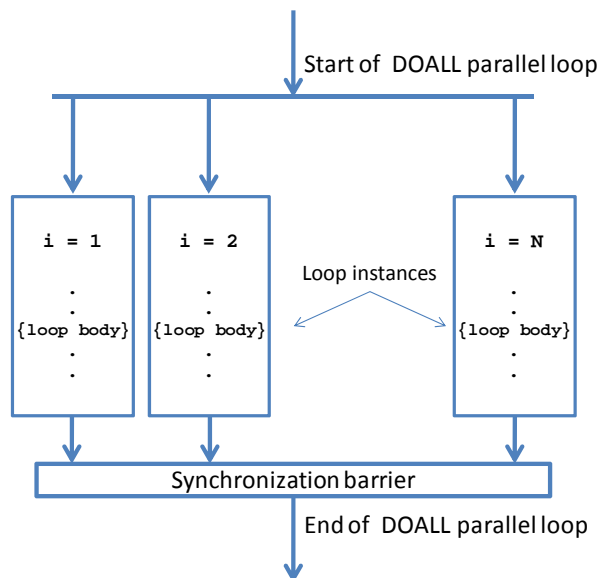 Start of DOALL parallel loop
i = 1
.
.
{loop body}
.
.
i = 2
.
.
{loop body}
.
.
Loop instances
i = N
.
.
{loop body}
.
.
Synchronization barrier
End of DOALL parallel loop